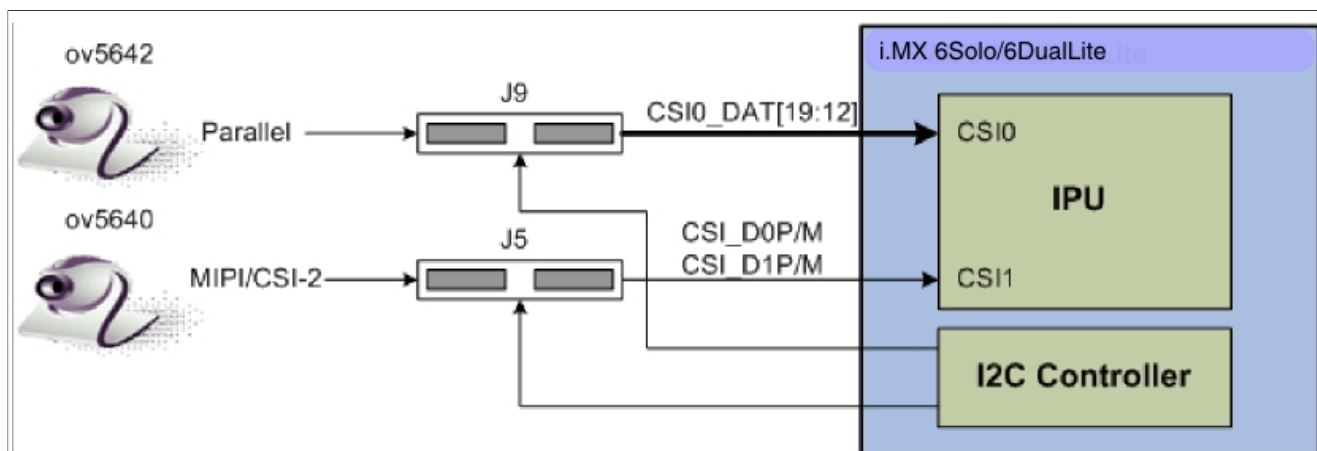 ov5642
i.MX 6Solo/6DualLite
J9
Parallel
CSI0_DAT[19:12]
CSI0
IPU
ov5640
J5
CSI_D0P/M
MIPI/CSI-2
CSI_D1P/M
CSI1
I2C Controller